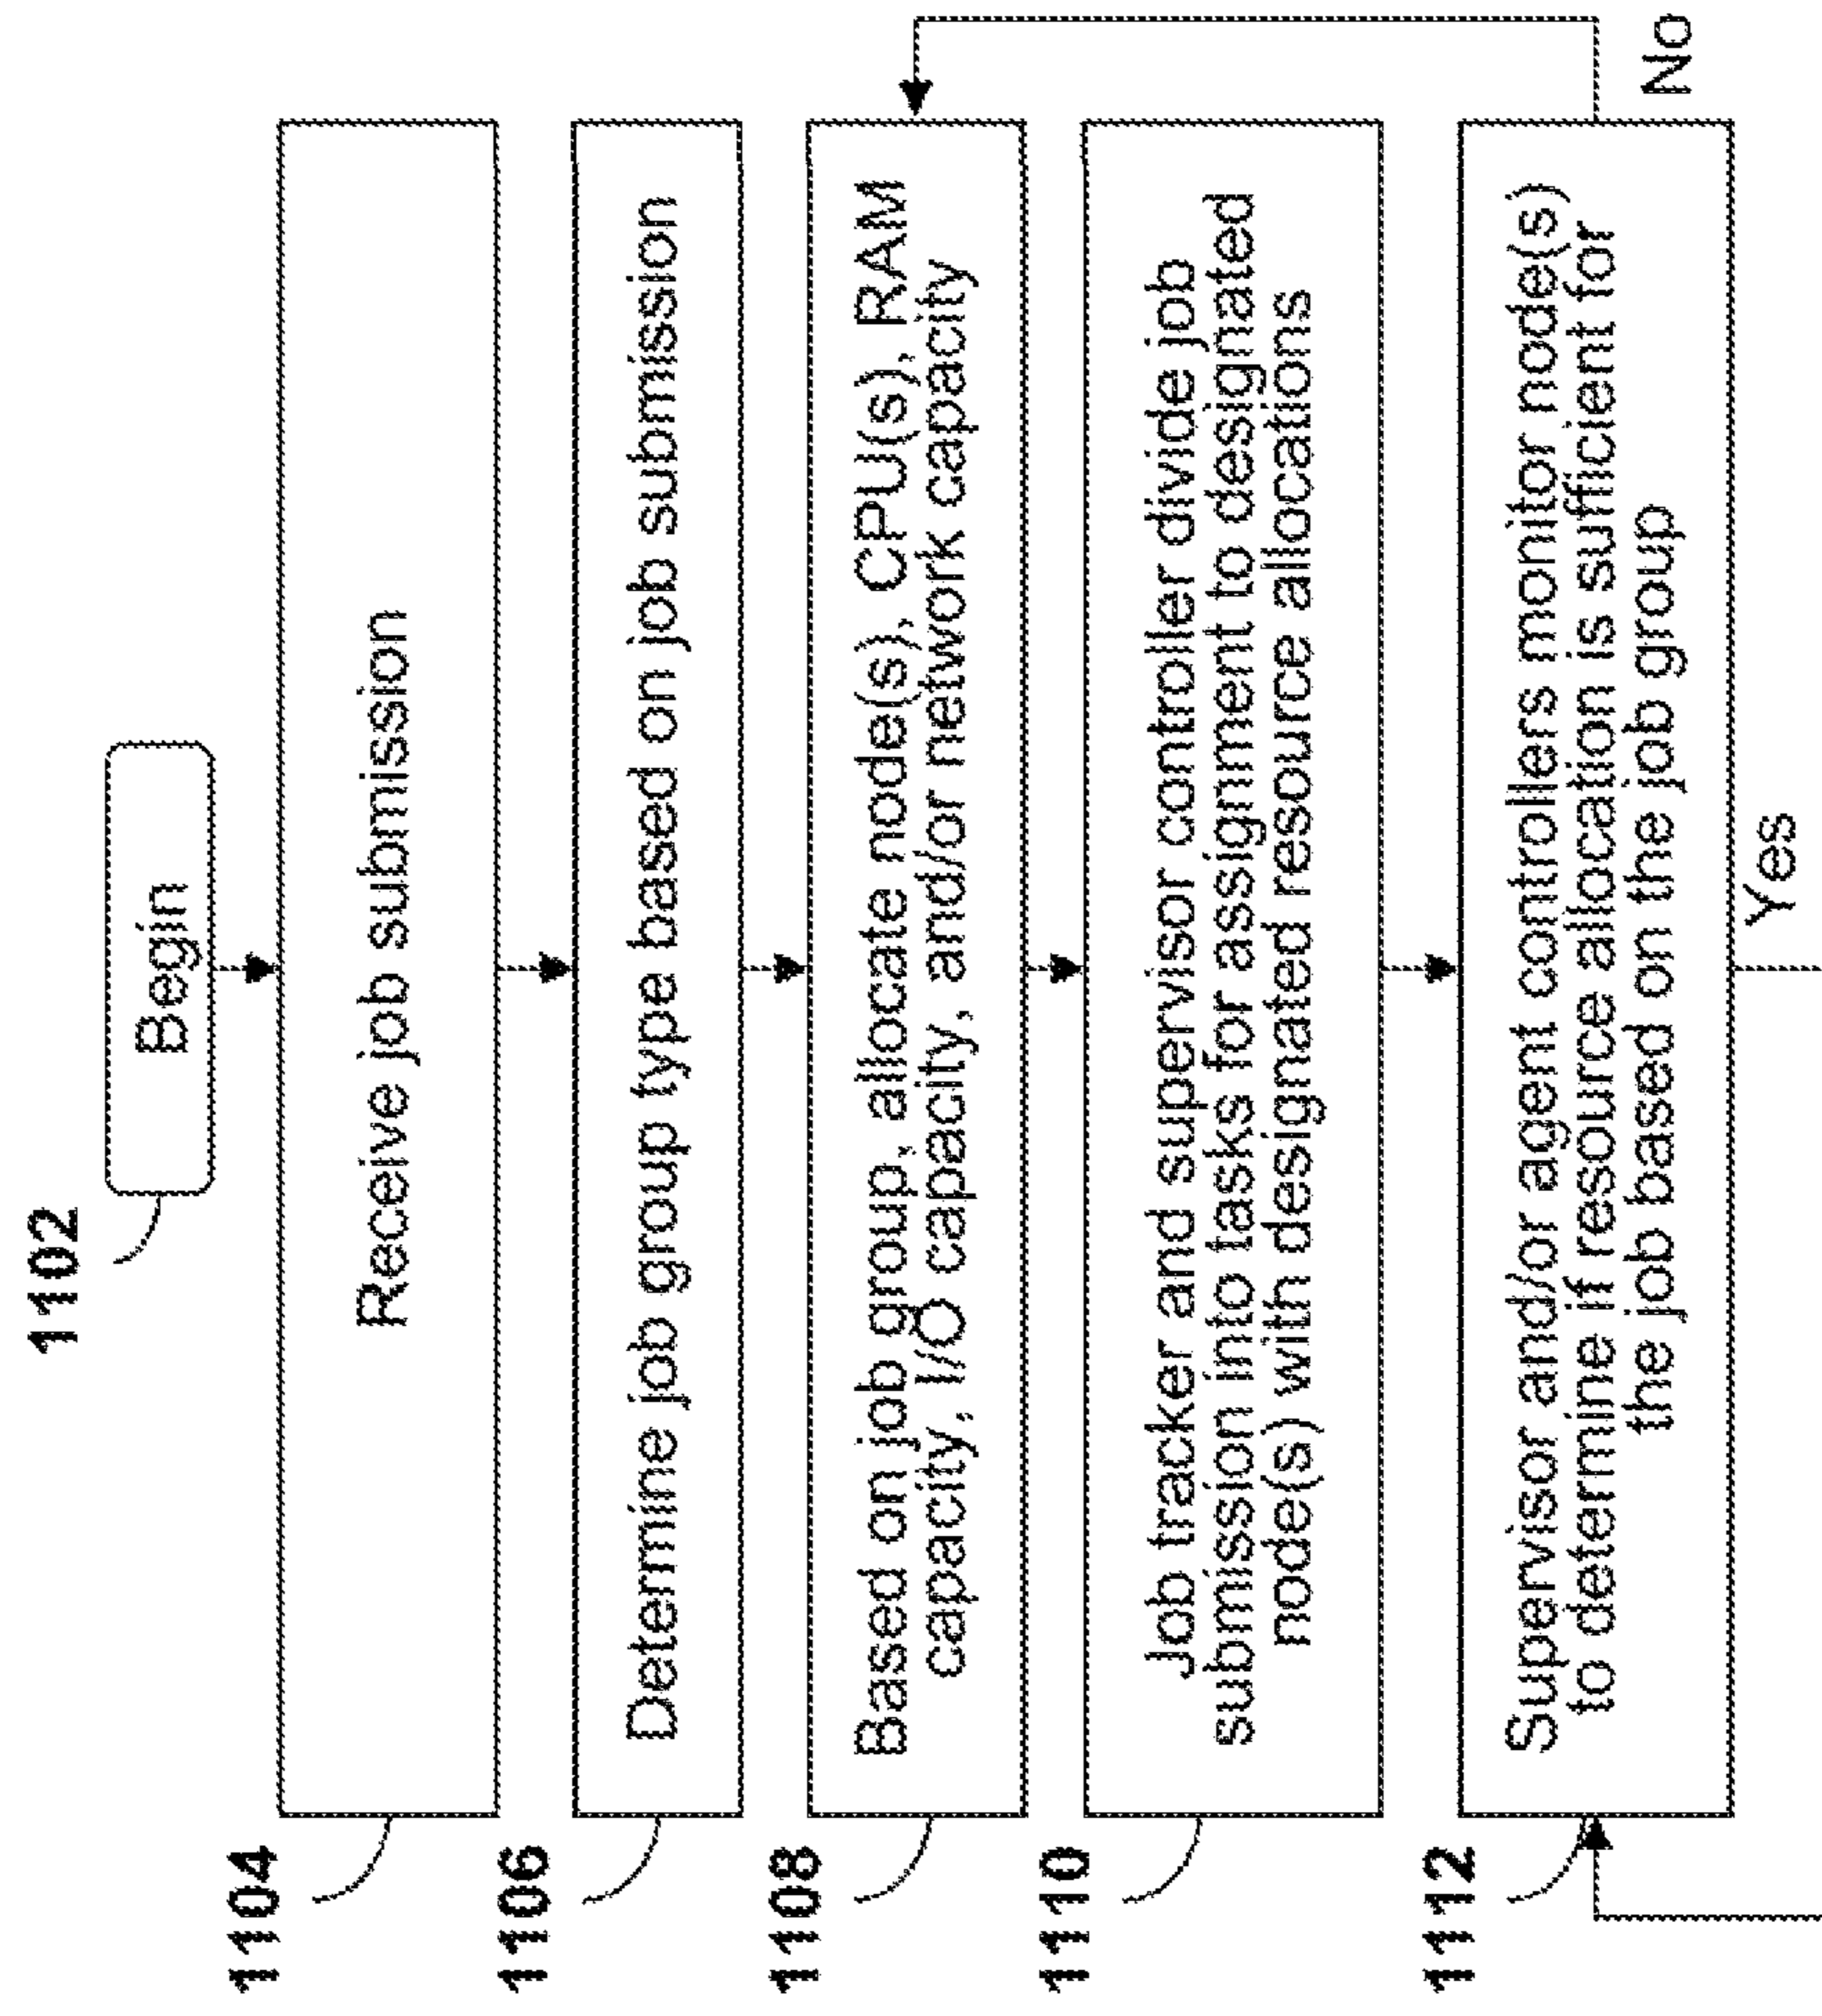 1102
Begin
1104
Receive job submission
1106
Determine job group type based on job submission
1108
Based on job group, allocate node(s), CPU(s), RAM
capacity, I/O capacity, and/or network capacity
1110
Job tracker and supervisor controller divide job
submission into tasks for assignment to designated
node(s) with designated resource allocations
1112
Supervisor and/or agent controllers monitor node(s)
to determine if resource allocation is sufficient for
the job based on the job group
No
Yes